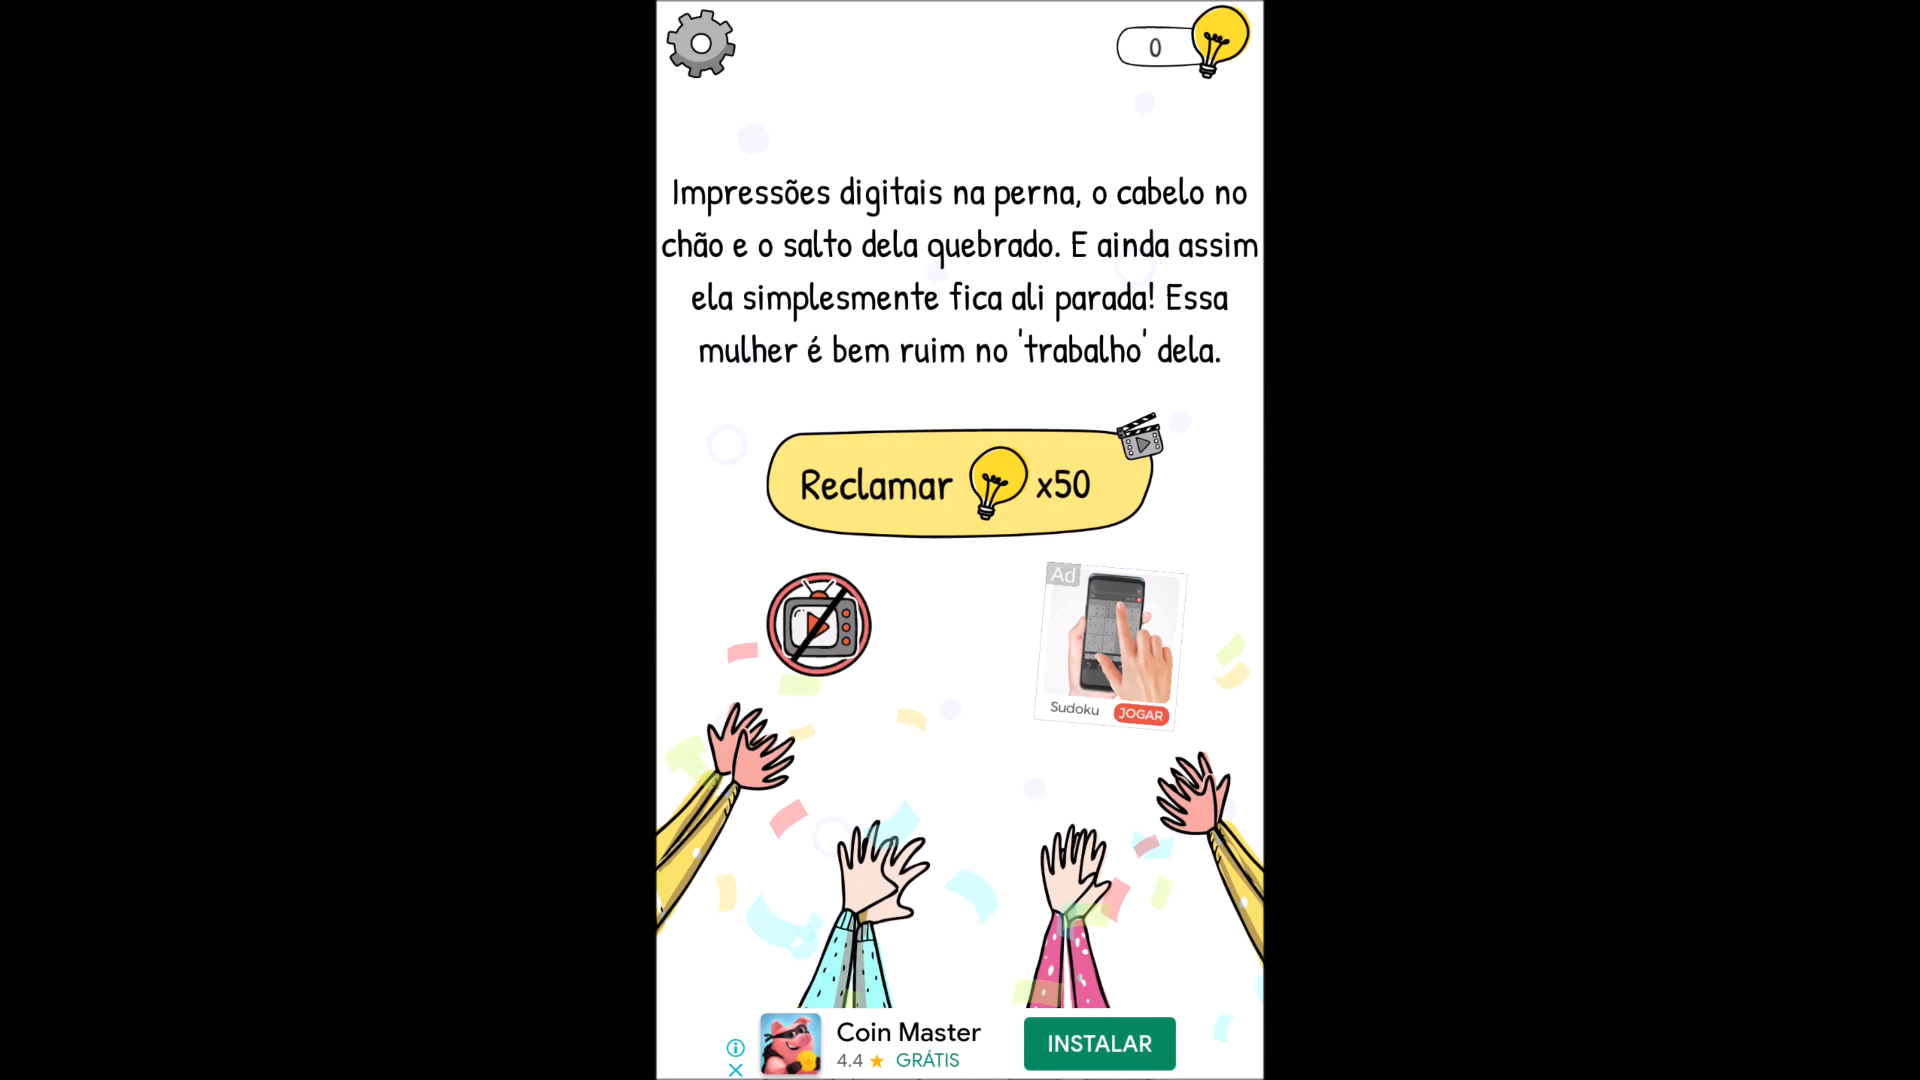 0
Impressões digitais na perna, o cabelo no
chão e o salto dela quebrado. E ainda assim
ela simplesmente fica ali parada! Essa
mulher é bem ruim no 'trabalho' dela.
Reclamar x50
Ad
Sudoku JOGAR
Coin Master
4.4 ★ GRÁTIS
INSTALAR